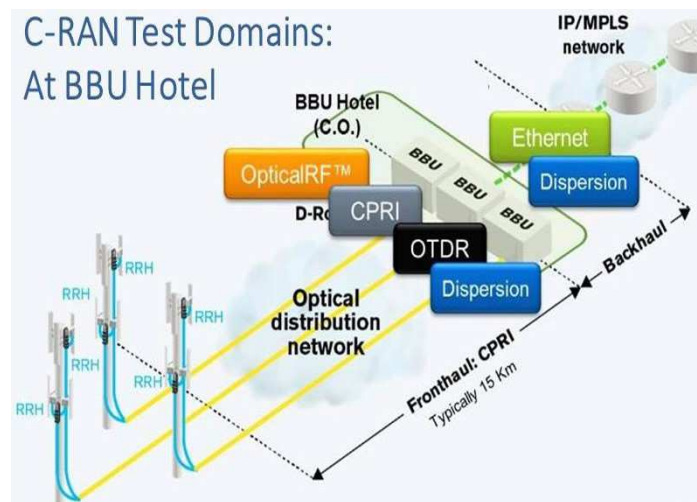 C-RAN Test Domains:
At BBU Hotel
IP/MPLS
network
BBU Hotel
(C.O.)
Ethernet
BBU
OpticalRF™
BBU
Dispersion
CPRI
BBU
OTDR
Dispersion
Backhaul
Optical
distribution
network
Fronthaul: CPRI
Typically 15 Km
RRH
RRH
RRH
RRH
RRH
RRH